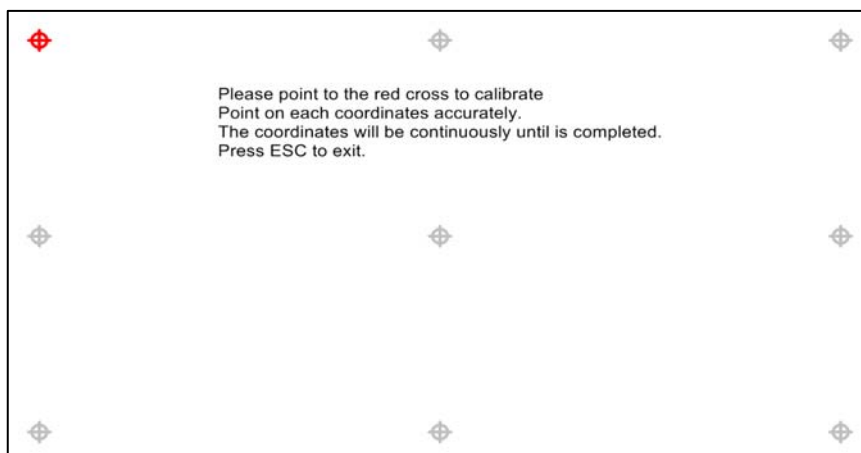 Please point to the red cross to calibrate
Point on each coordinates accurately.
The coordinates will be continuously until is completed.
Press ESC to exit.